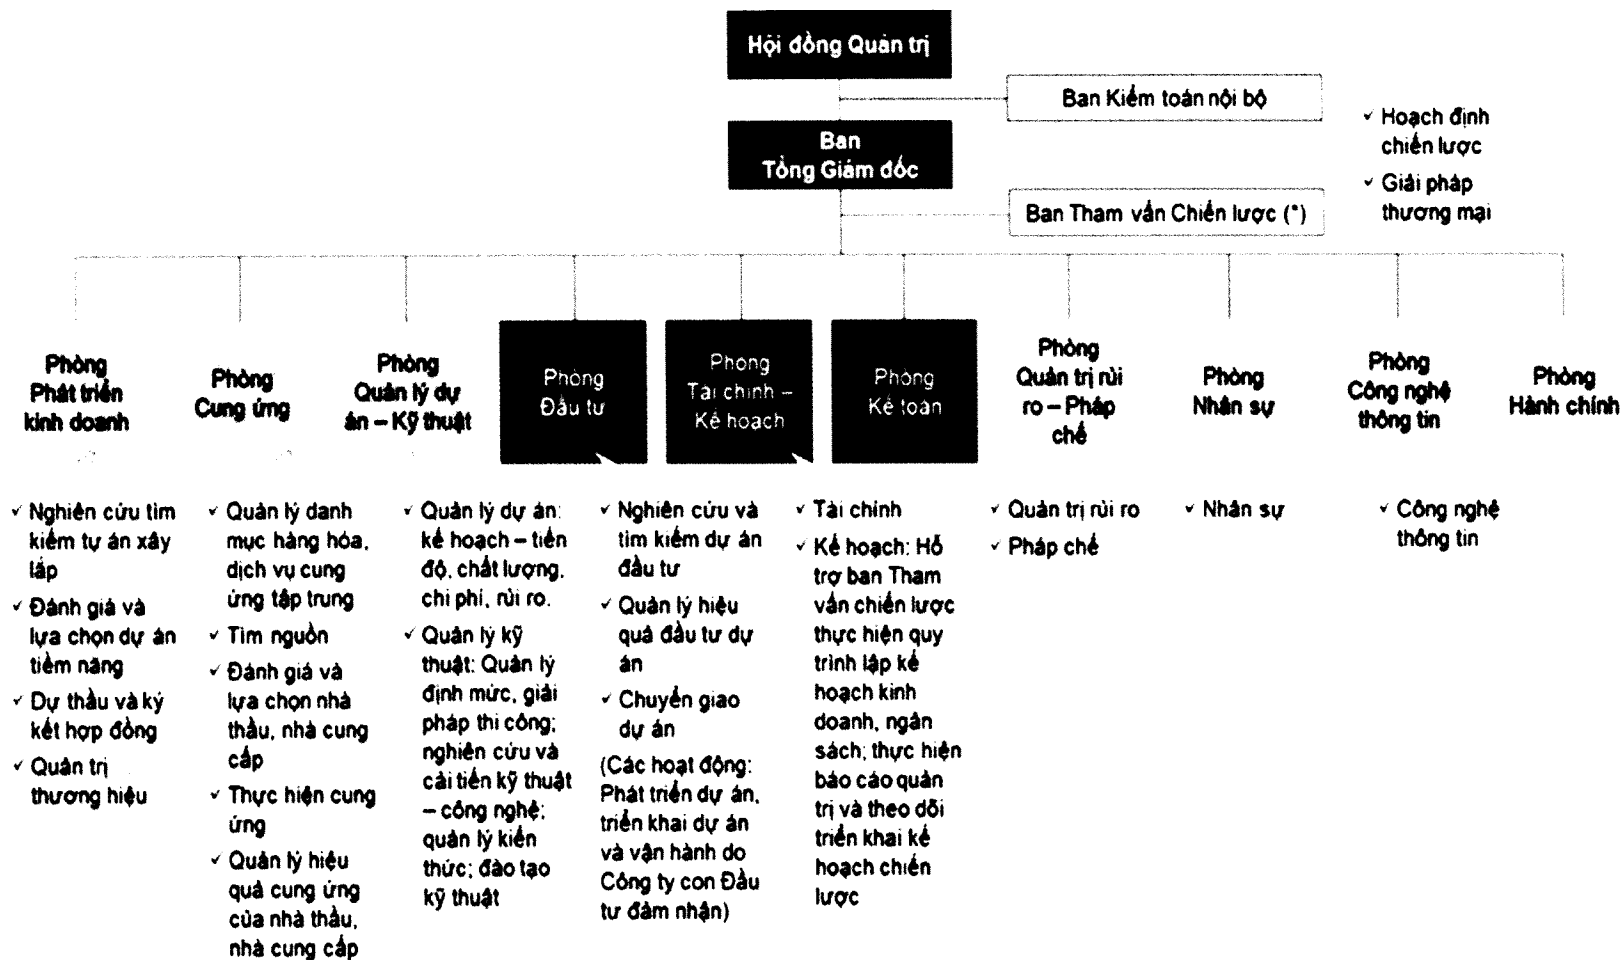 Hội đồng Quản trị
Ban Kiểm toán nội bộ
Ban
Tổng Giám đốc
Ban Tham vấn Chiến lược (*)
✓ Hoạch định
chiến lược
✓ Giải pháp
thương mại
Phòng
Phát triển
kinh doanh
Phòng
Cung ứng
Phòng
Quản lý dự
án – Kỹ thuật
Phòng
Đầu tư
Phòng
Tài chính –
Kế hoạch
Phòng
Kế toán
Phòng
Quản trị rủi
ro – Pháp
chế
Phòng
Nhân sự
Phòng
Công nghệ
thông tin
Phòng
Hành chính
✓ Nghiên cứu tìm
kiếm tự án xây
lắp
✓ Đánh giá và
lựa chọn dự án
tiềm năng
✓ Dự thầu và ký
kết hợp đồng
✓ Quản trị
thương hiệu
✓ Quản lý danh
mục hàng hóa,
dịch vụ cung
ứng tập trung
✓ Tìm nguồn
✓ Đánh giá và
lựa chọn nhà
thầu, nhà cung
cấp
✓ Thực hiện cung
ứng
✓ Quản lý hiệu
quả cung ứng
của nhà thầu,
nhà cung cấp
✓ Quản lý dự án:
kế hoạch – tiến
độ, chất lượng,
chi phí, rủi ro.
✓ Quản lý kỹ
thuật: Quản lý
định mức, giải
pháp thi công;
nghiên cứu và
cải tiến kỹ thuật
– công nghệ;
quản lý kiến
thức; đào tạo
kỹ thuật
✓ Nghiên cứu và
tìm kiếm dự án
đầu tư
✓ Quản lý hiệu
quả đầu tư dự
án
✓ Chuyển giao
dự án
(Các hoạt động:
Phát triển dự án,
triển khai dự án
và vận hành do
Công ty con Đầu
tư đảm nhận)
✓ Tài chính
✓ Kế hoạch: Hỗ
trợ ban Tham
vấn chiến lược
thực hiện quy
trình lập kế
hoạch kinh
doanh, ngân
sách; thực hiện
báo cáo quản
trị và theo dõi
triển khai kế
hoạch chiến
lược
✓ Quản trị rủi ro
✓ Pháp chế
✓ Nhân sự
✓ Công nghệ
thông tin